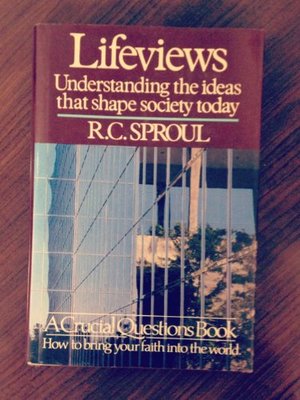 Lifeviews
Understanding the ideas
that shape society today
R.C. SPROUL
A Crucial Questions Book
How to bring your faith into the world.